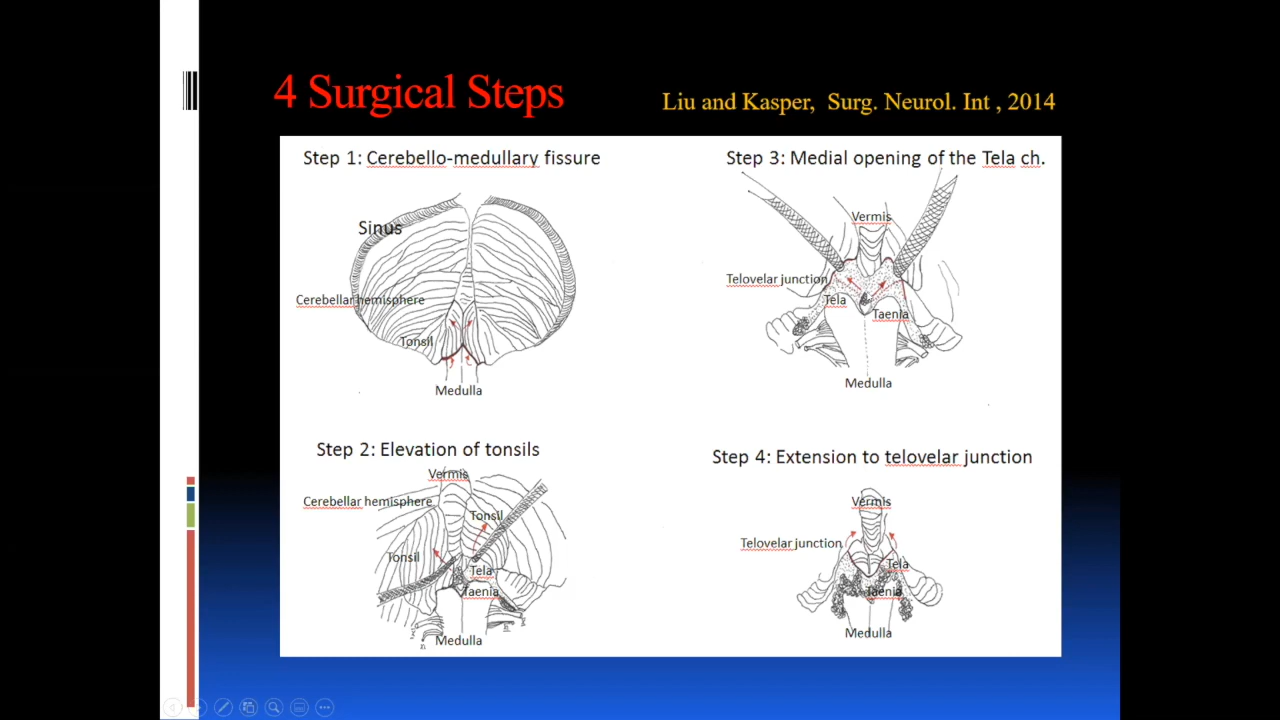 4 Surgical Steps
Liu and Kasper, Surg. Neurol. Int , 2014
Step 1: Cerebello-medullary fissure
Sinus
Cerebellar hemisphere
Tonsil
Medulla
Step 2: Elevation of tonsils
Vermis
Cerebellar hemisphere
Tonsil
Tonsil
Tela
Taenia
Medulla
Step 3: Medial opening of the Tela ch.
Vermis
Telovelar junction
Tela
Taenia
Medulla
Step 4: Extension to telovelar junction
Vermis
Telovelar junction
Tela
Taenia
Medulla